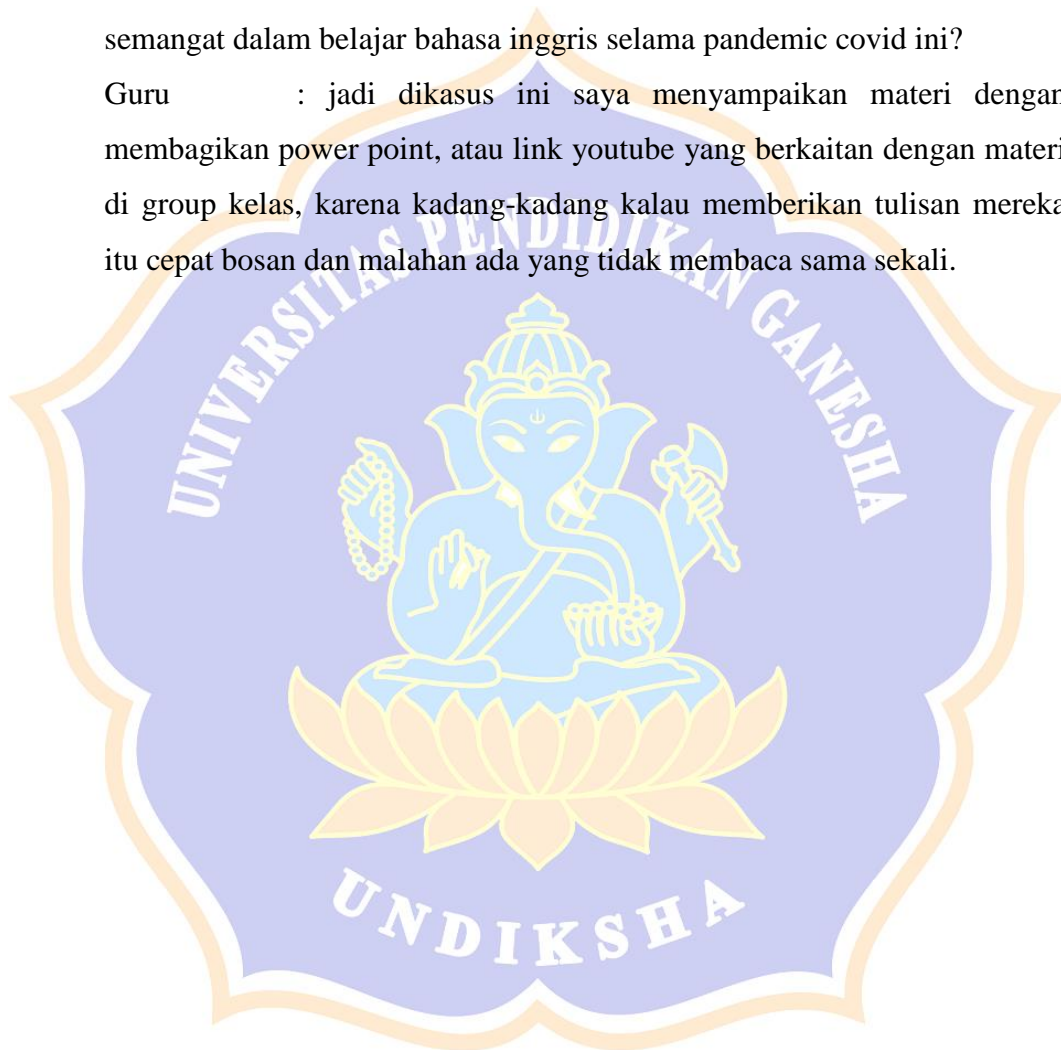 semangat dalam belajar bahasa inggris selama pandemic covid ini?
Guru : jadi dikasus ini saya menyampaikan materi dengan
membagikan power point, atau link youtube yang berkaitan dengan materi
di group kelas, karena kadang-kadang kalau memberikan tulisan mereka
itu cepat bosan dan malahan ada yang tidak membaca sama sekali.
UNIVERSITAS PENDIDIKAN GANESHA
UNDIKSHA